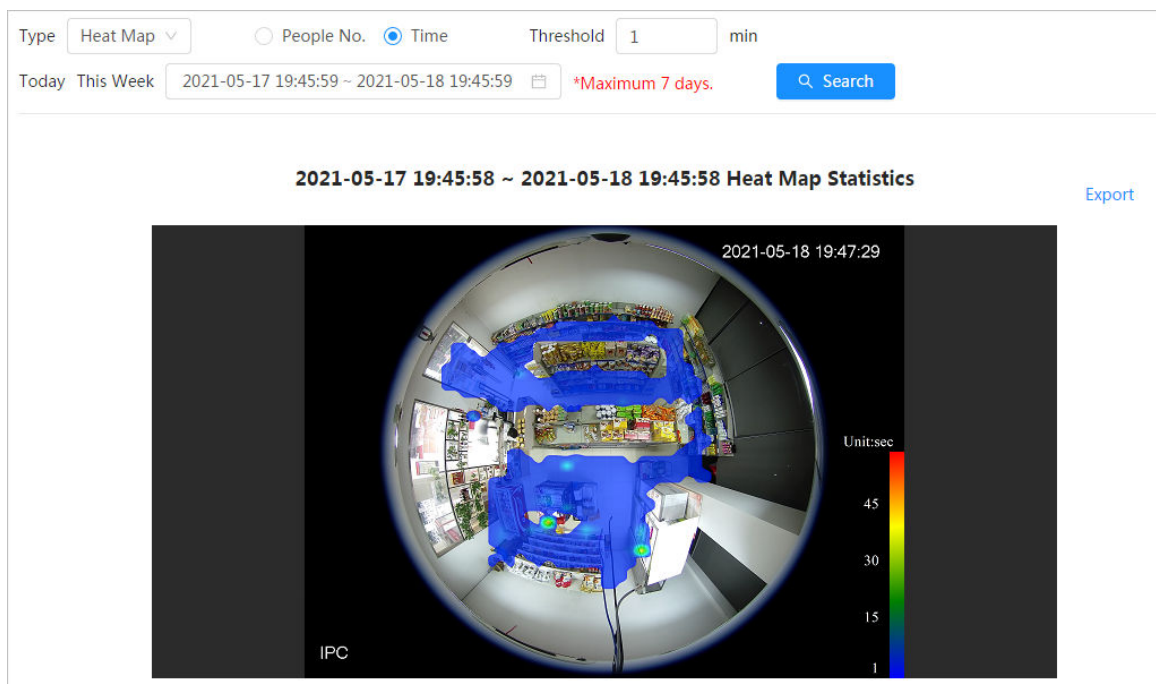 Type Heat Map People No. Time Threshold 1 min
Today This Week 2021-05-17 19:45:59 ~ 2021-05-18 19:45:59 *Maximum 7 days. Search
2021-05-17 19:45:58 ~ 2021-05-18 19:45:58 Heat Map Statistics
Export
2021-05-18 19:47:29
Unit:sec
45
30
15
1
IPC